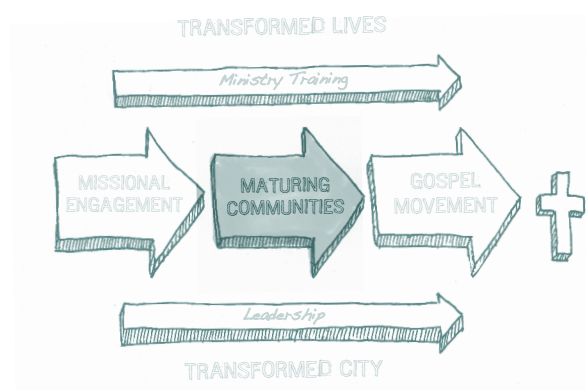 TRANSFORMED LIVES
Ministry Training
MISSIONAL
ENGAGEMENT
MATURING
COMMUNITIES
GOSPEL
MOVEMENT
Leadership
TRANSFORMED CITY